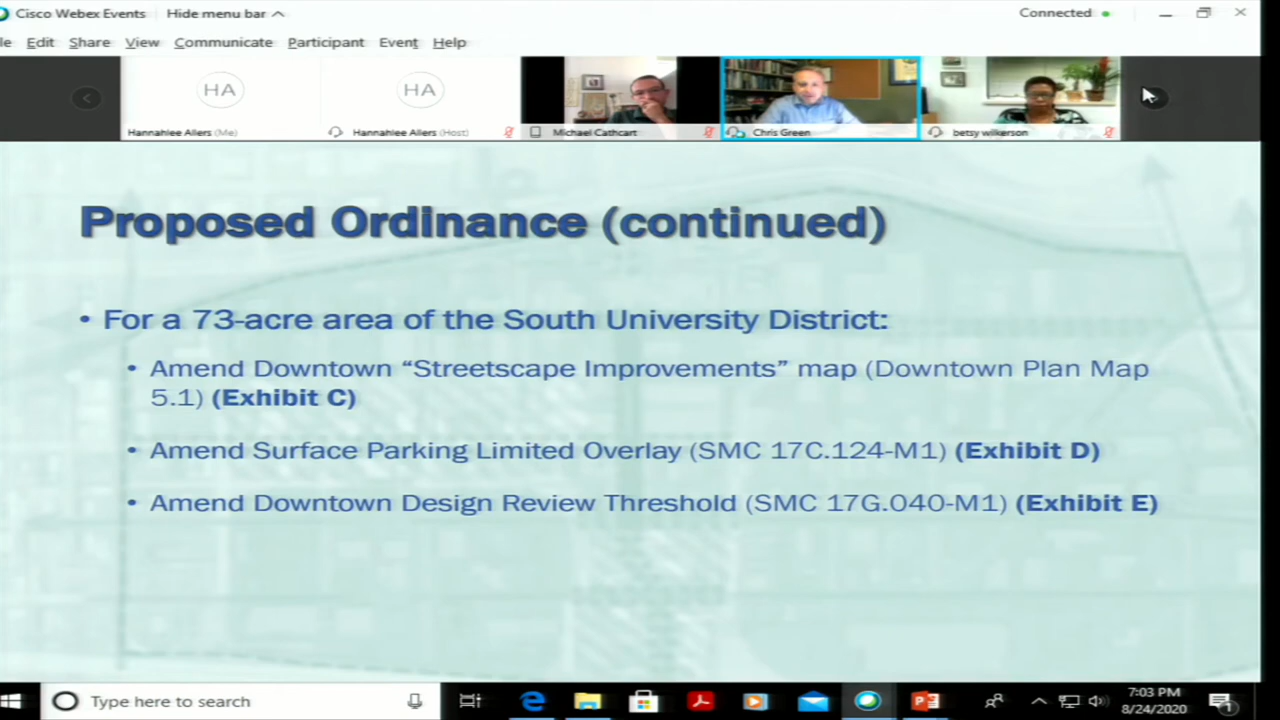 Cisco Webex Events
Hide menu bar
Connected
le Edit Share View Communicate Participant Event Help
HA
HA
Hannahlee Allers (Me)
Hannahlee Allers (Host)
Michael Cathcart
Chris Green
betsy wilkerson
Proposed Ordinance (continued)
• For a 73-acre area of the South University District:
• Amend Downtown “Streetscape Improvements” map (Downtown Plan Map
5.1) (Exhibit C)
• Amend Surface Parking Limited Overlay (SMC 17C.124-M1) (Exhibit D)
• Amend Downtown Design Review Threshold (SMC 17G.040-M1) (Exhibit E)
Type here to search
7:03 PM
8/24/2020
1